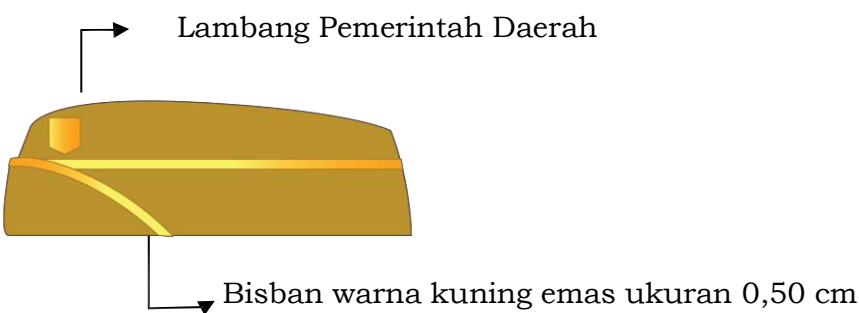 Lambang Pemerintah Daerah
Bisban warna kuning emas ukuran 0,50 cm